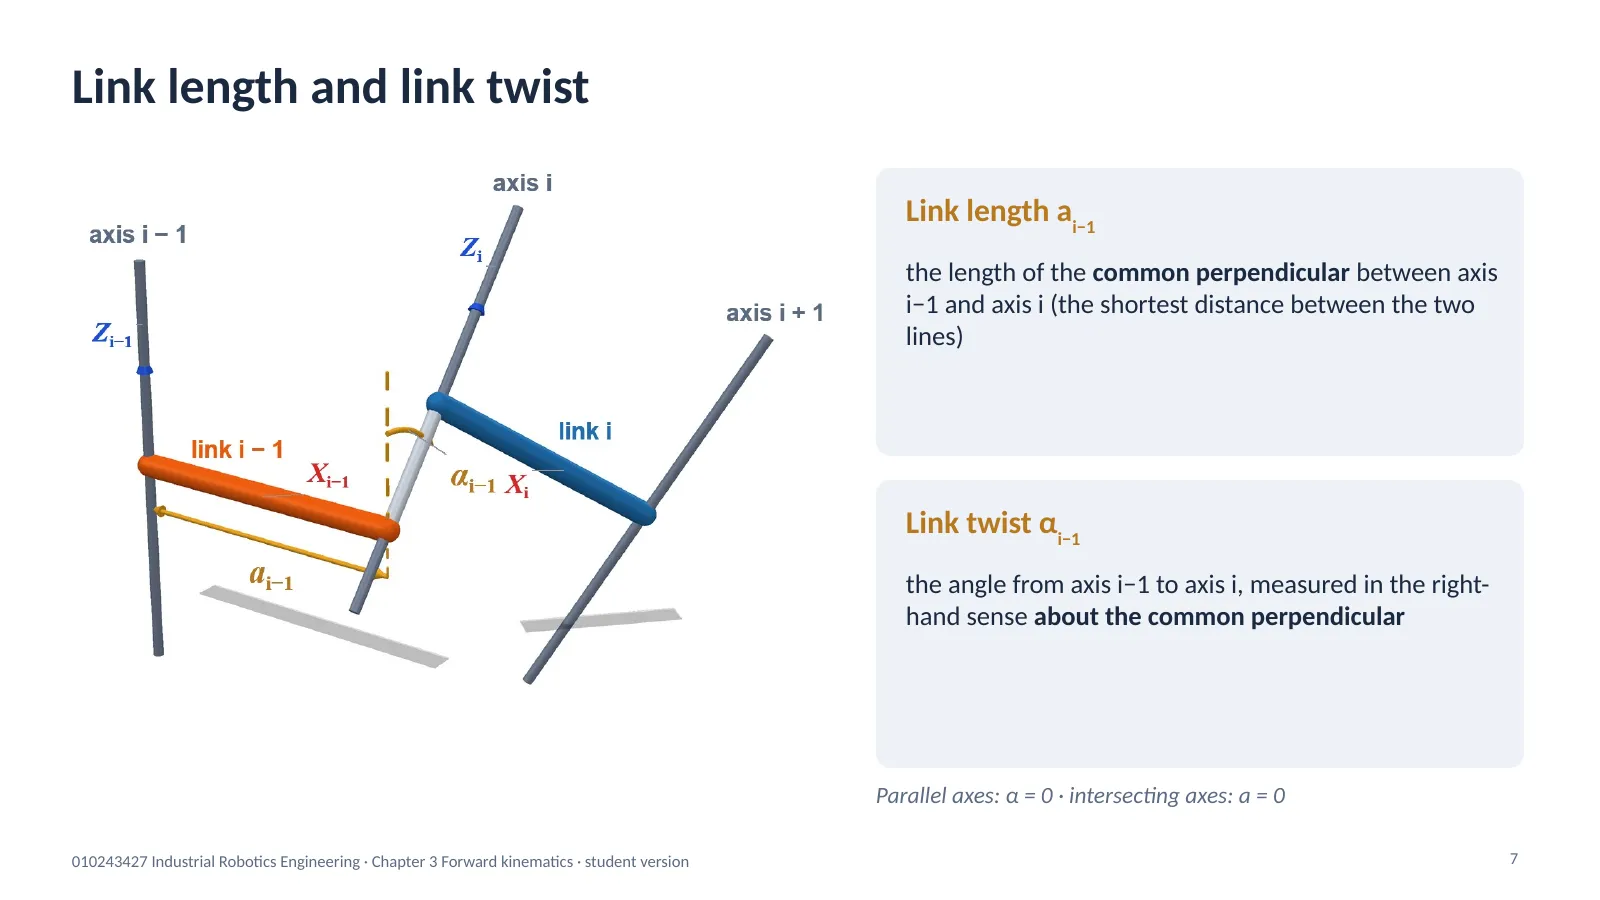 Link length and link twist
axis i
axis i − 1
Zi
axis i + 1
Zi−1
link i
link i − 1
Xi−1
αi−1 Xi
ai−1
Link length ai−1
the length of the common perpendicular between axis
i−1 and axis i (the shortest distance between the two
lines)
Link twist αi−1
the angle from axis i−1 to axis i, measured in the right-
hand sense about the common perpendicular
Parallel axes: α = 0 · intersecting axes: a = 0
010243427 Industrial Robotics Engineering · Chapter 3 Forward kinematics · student version
7